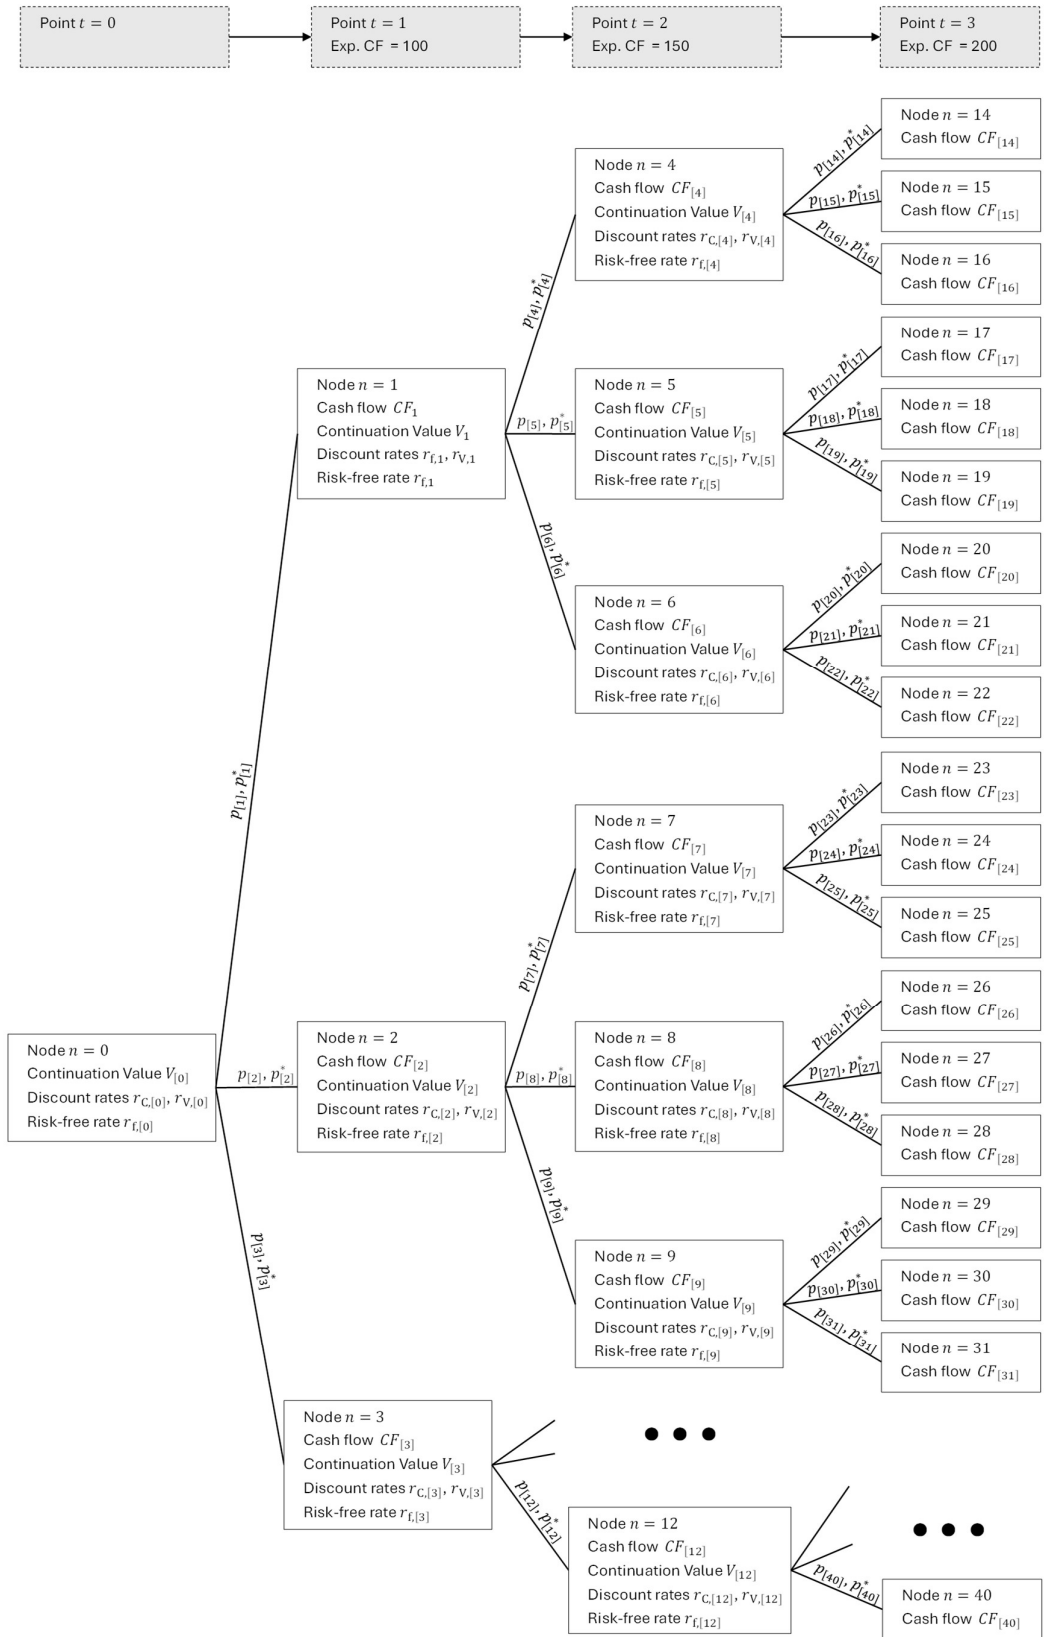 Point t = 0
Point t = 1
Exp. CF = 100
Point t = 2
Exp. CF = 150
Point t = 3
Exp. CF = 200
Node n = 14
Cash flow CF[14]
p[14], p*[14]
Node n = 4
Cash flow CF[4]
Continuation Value V[4]
Discount rates rC,[4], rV,[4]
Risk-free rate rf,[4]
p[15], p*[15]
Node n = 15
Cash flow CF[15]
p[16], p*[16]
Node n = 16
Cash flow CF[16]
p[4], p*[4]
Node n = 17
Cash flow CF[17]
p[17], p*[17]
Node n = 1
Cash flow CF1
Continuation Value V1
Discount rates rf,1, rV,1
Risk-free rate rf,1
p[5], p*[5]
Node n = 5
Cash flow CF[5]
Continuation Value V[5]
Discount rates rC,[5], rV,[5]
Risk-free rate rf,[5]
p[18], p*[18]
Node n = 18
Cash flow CF[18]
p[19], p*[19]
Node n = 19
Cash flow CF[19]
p[6], p*[6]
Node n = 20
Cash flow CF[20]
p[20], p*[20]
Node n = 6
Cash flow CF[6]
Continuation Value V[6]
Discount rates rC,[6], rV,[6]
Risk-free rate rf,[6]
p[21], p*[21]
Node n = 21
Cash flow CF[21]
p[22], p*[22]
Node n = 22
Cash flow CF[22]
p[1], p*[1]
Node n = 23
Cash flow CF[23]
p[23], p*[23]
Node n = 7
Cash flow CF[7]
Continuation Value V[7]
Discount rates rC,[7], rV,[7]
Risk-free rate rf,[7]
p[24], p*[24]
Node n = 24
Cash flow CF[24]
p[25], p*[25]
Node n = 25
Cash flow CF[25]
p[7], p*[7]
Node n = 26
Cash flow CF[26]
p[26], p*[26]
Node n = 0
Continuation Value V[0]
Discount rates rC,[0], rV,[0]
Risk-free rate rf,[0]
p[2], p*[2]
Node n = 2
Cash flow CF[2]
Continuation Value V[2]
Discount rates rC,[2], rV,[2]
Risk-free rate rf,[2]
p[8], p*[8]
Node n = 8
Cash flow CF[8]
Continuation Value V[8]
Discount rates rC,[8], rV,[8]
Risk-free rate rf,[8]
p[27], p*[27]
Node n = 27
Cash flow CF[27]
p[28], p*[28]
Node n = 28
Cash flow CF[28]
p[9], p*[9]
Node n = 29
Cash flow CF[29]
p[29], p*[29]
p[3], p*[3]
Node n = 9
Cash flow CF[9]
Continuation Value V[9]
Discount rates rC,[9], rV,[9]
Risk-free rate rf,[9]
p[30], p*[30]
Node n = 30
Cash flow CF[30]
p[31], p*[31]
Node n = 31
Cash flow CF[31]
Node n = 3
Cash flow CF[3]
Continuation Value V[3]
Discount rates rC,[3], rV,[3]
Risk-free rate rf,[3]
p[12], p*[12]
Node n = 12
Cash flow CF[12]
Continuation Value V[12]
Discount rates rC,[12], rV,[12]
Risk-free rate rf,[12]
p[40], p*[40]
Node n = 40
Cash flow CF[40]